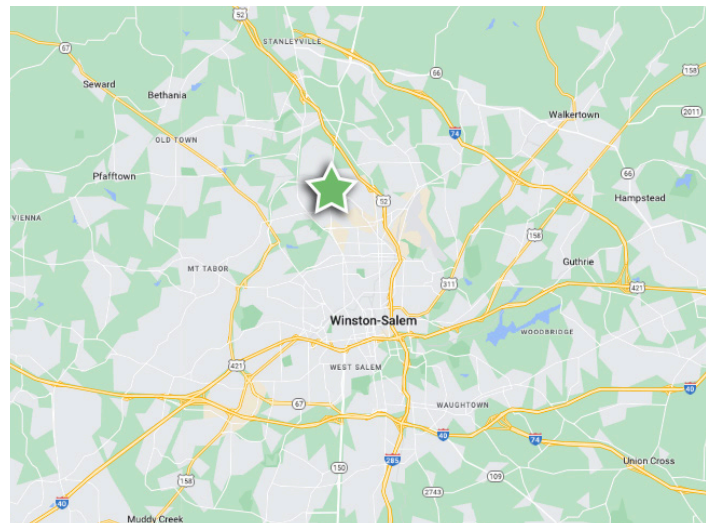 52
STANLEYVILLE
67
66
158
Seward
Bethania
2011
Walkertown
74
OLD TOWN
Pfafftown
66
52
Hampstead
VIENNA
158
MT TABOR
Guthrie
311
421
Winston-Salem
WOODBRIDGE
421
WEST SALEM
40
67
WAUGHTOWN
40
74
285
Union Cross
150
109
158
2743
40
Muddy Creek